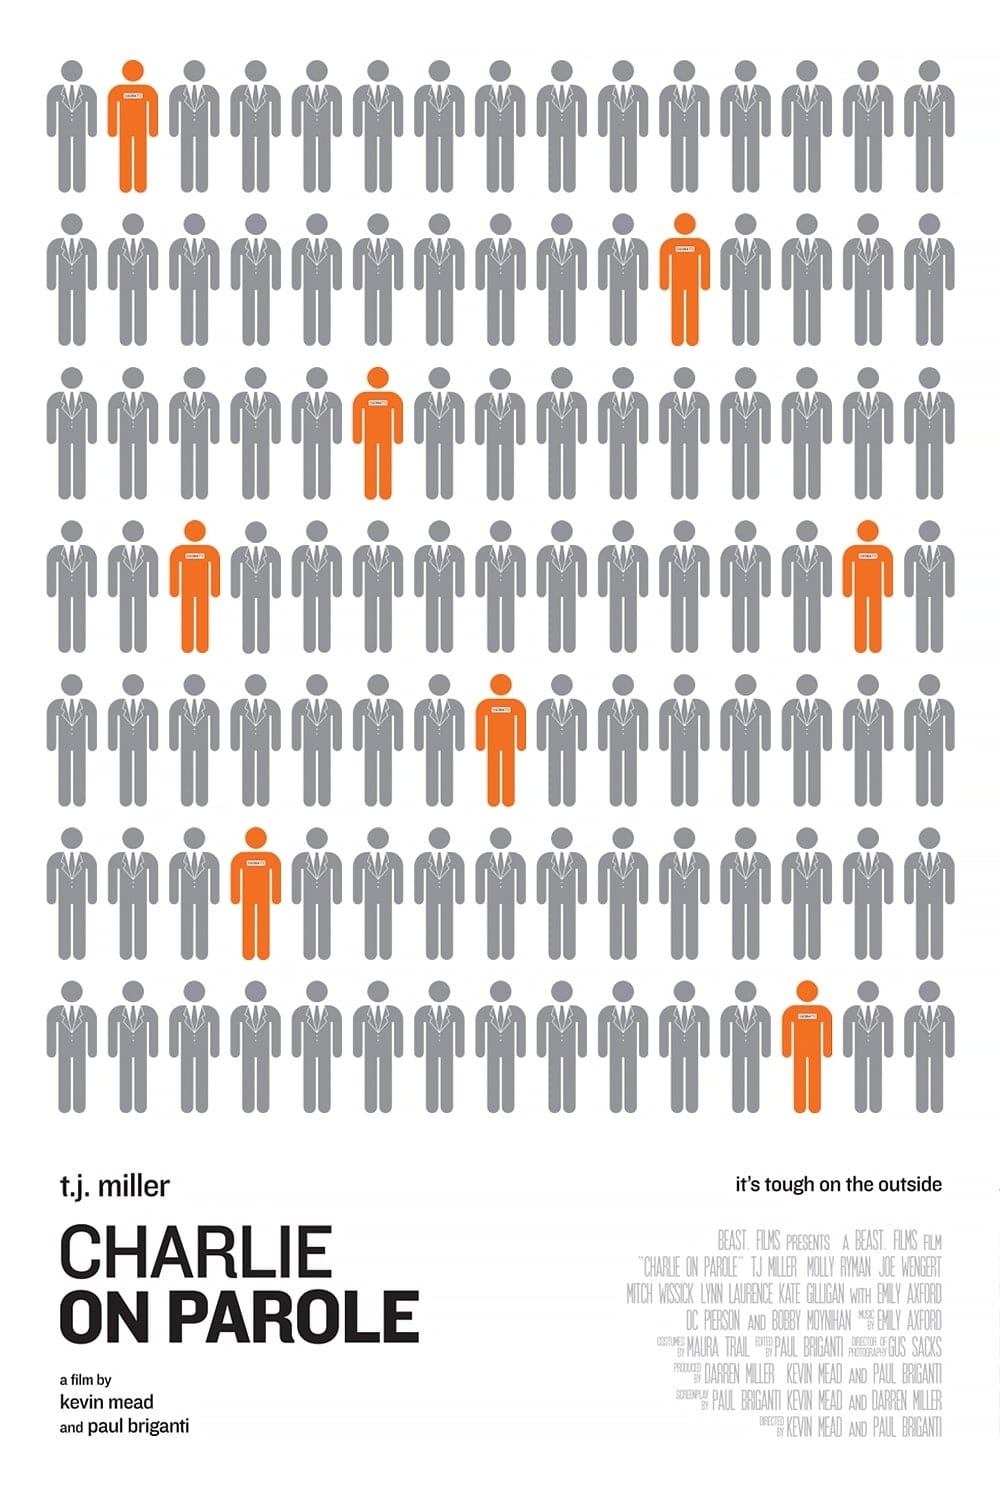 t.j. miller
CHARLIE
ON PAROLE
a film by
kevin mead
and paul briganti
it's tough on the outside
BEAST. FILMS PRESENTS A BEAST. FILMS FILM
"CHARLIE ON PAROLE" TJ MILLER MOLLY RYMAN JOE WENGERT
MITCH WISSICK LYNN LAURENCE KATE GILLIGAN WITH EMILY AXFORD
DC PIERSON AND BOBBY MOYNIHAN MUSIC BY EMILY AXFORD
COSTUMES BY MAURA TRAIL EDITED BY PAUL BRIGANTI DIRECTOR OF PHOTOGRAPHY GUS SACKS
PRODUCED BY DARREN MILLER KEVIN MEAD AND PAUL BRIGANTI
SCREENPLAY BY PAUL BRIGANTI KEVIN MEAD AND DARREN MILLER
DIRECTED BY KEVIN MEAD AND PAUL BRIGANTI